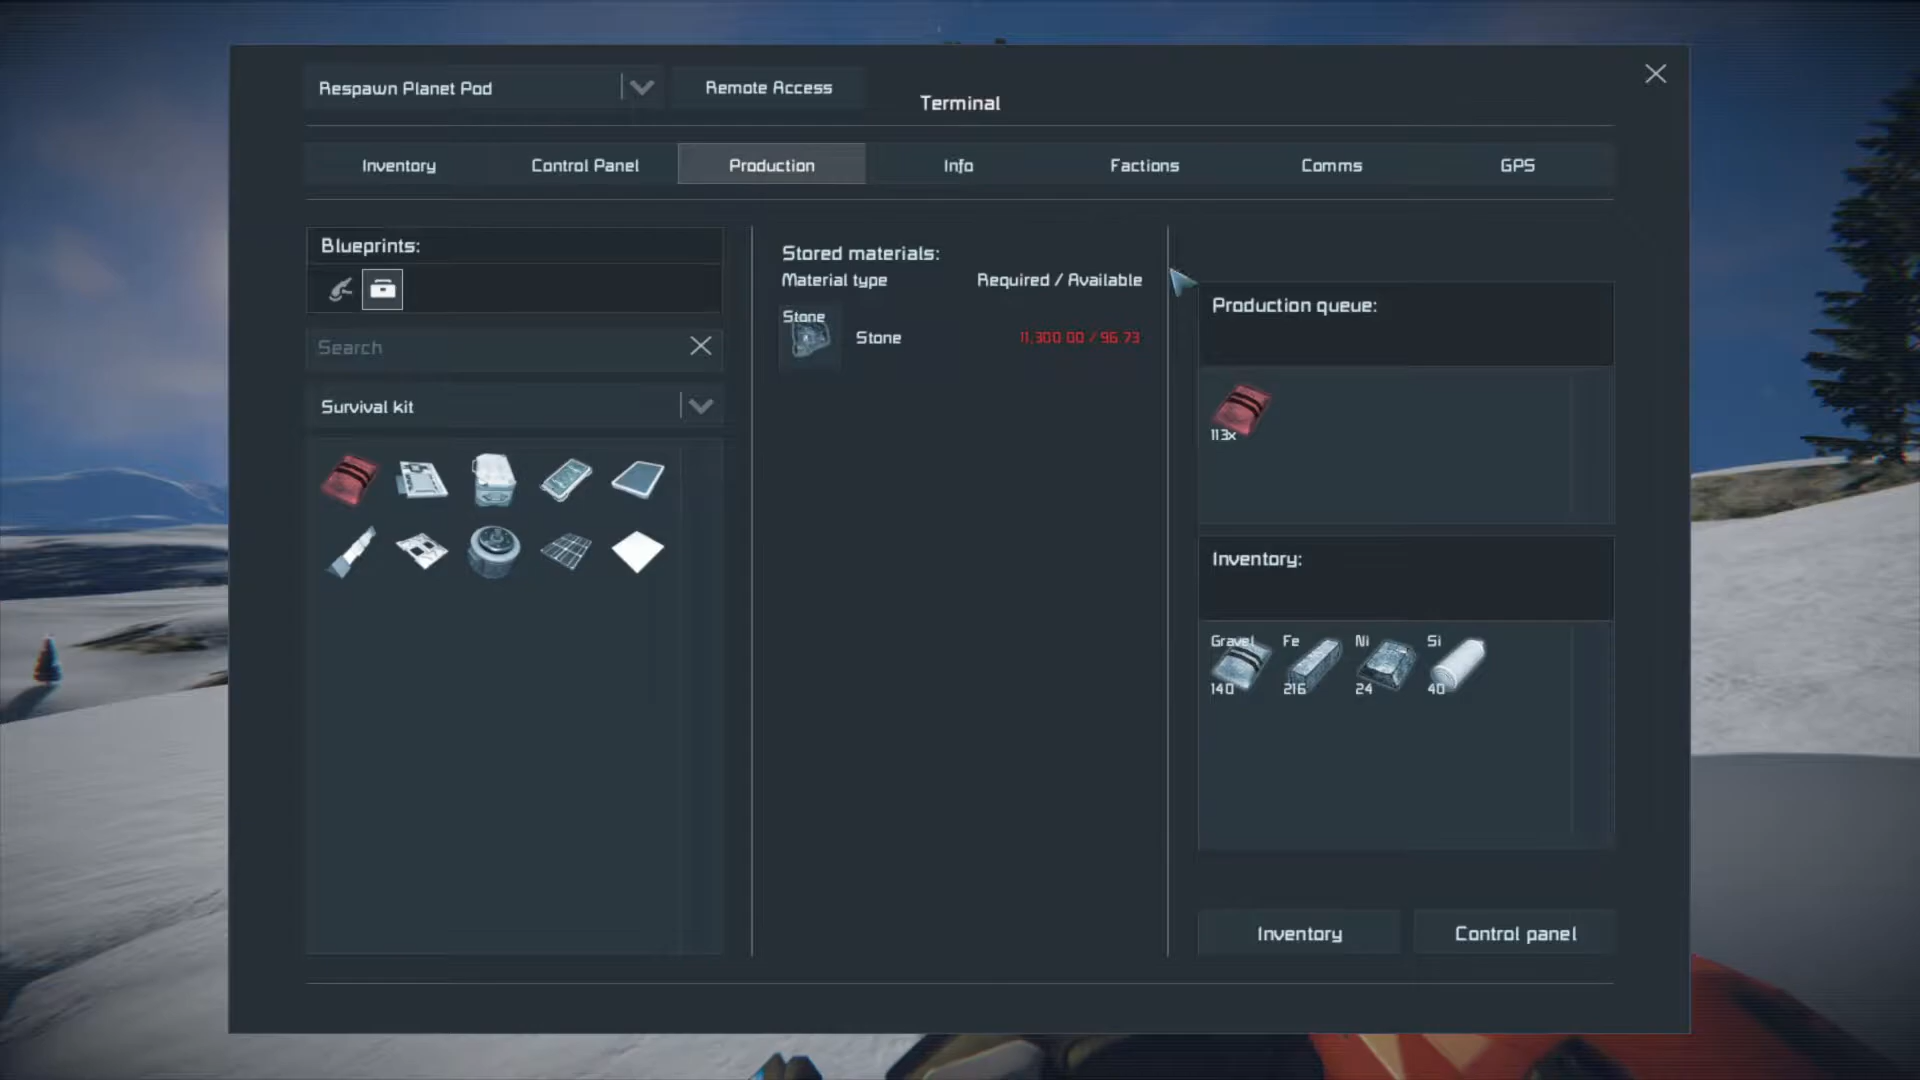 Respawn Planet Pod
Remote Access
Terminal
Inventory
Control Panel
Production
Info
Factions
Comms
GPS
Blueprints:
Search
Survival kit
Stored materials:
Material type
Required / Available
Stone
Stone
11,300.00 / 96.73
Production queue:
113x
Inventory:
Gravel
140
Fe
216
Ni
24
Si
40
Inventory
Control panel